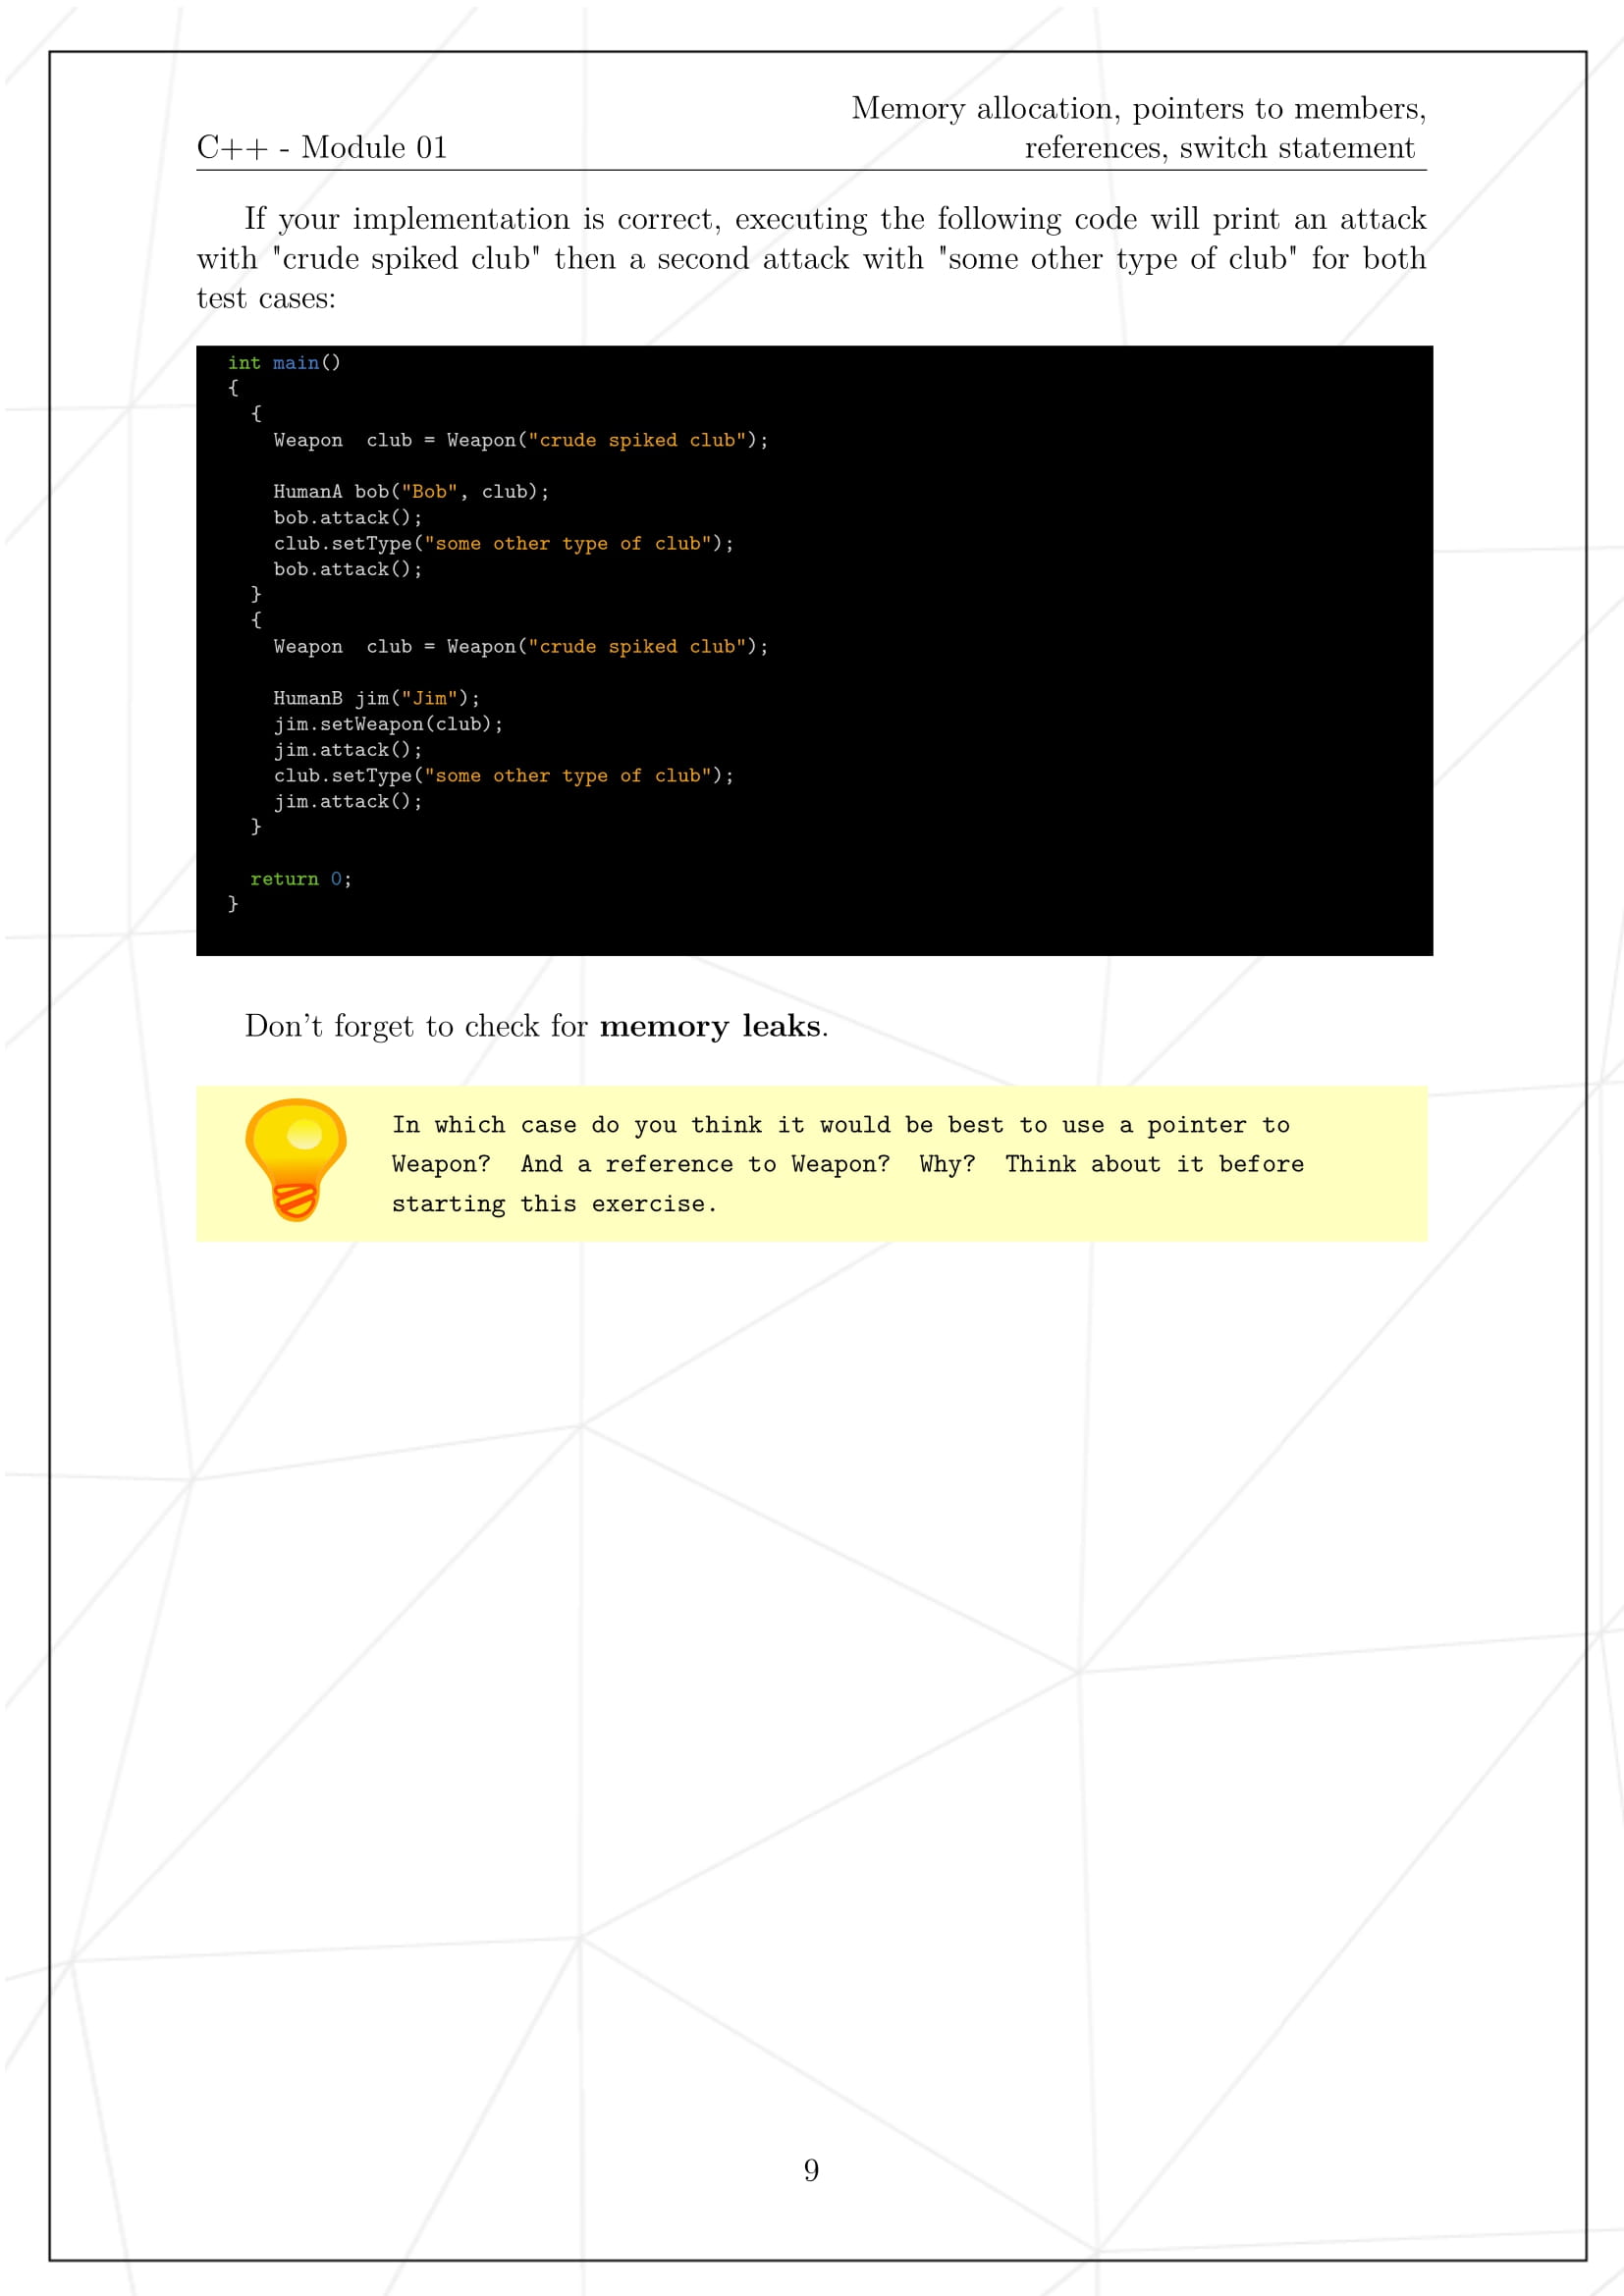 Memory allocation, pointers to members,
C++ - Module 01 references, switch statement
If your implementation is correct, executing the following code will print an attack
with "crude spiked club" then a second attack with "some other type of club" for both
test cases:
int main()
{
  {
    Weapon  club = Weapon("crude spiked club");

    HumanA bob("Bob", club);
    bob.attack();
    club.setType("some other type of club");
    bob.attack();
  }
  {
    Weapon  club = Weapon("crude spiked club");

    HumanB jim("Jim");
    jim.setWeapon(club);
    jim.attack();
    club.setType("some other type of club");
    jim.attack();
  }

  return 0;
}
Don't forget to check for memory leaks.
In which case do you think it would be best to use a pointer to
Weapon?  And a reference to Weapon?  Why?  Think about it before
starting this exercise.
9